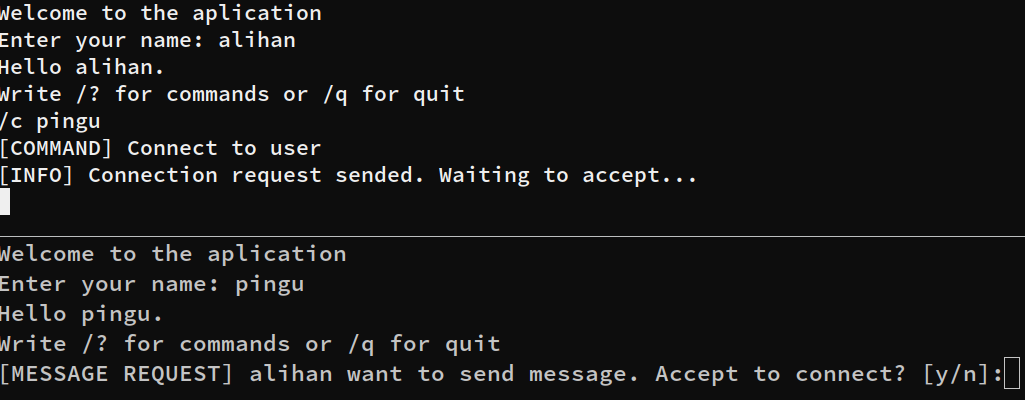 Welcome to the aplication
Enter your name: alihan
Hello alihan.
Write /? for commands or /q for quit
/c pingu
[COMMAND] Connect to user
[INFO] Connection request sended. Waiting to accept...
Welcome to the aplication
Enter your name: pingu
Hello pingu.
Write /? for commands or /q for quit
[MESSAGE REQUEST] alihan want to send message. Accept to connect? [y/n]: